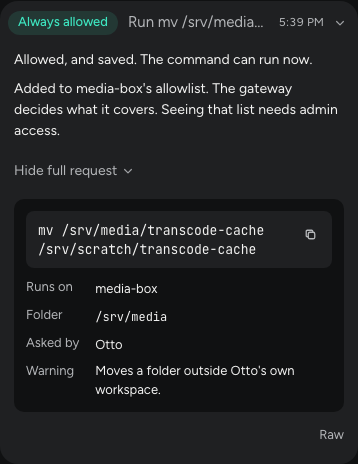 Always allowed Run mv /srv/media... 5:39 PM
Allowed, and saved. The command can run now.
Added to media-box's allowlist. The gateway
decides what it covers. Seeing that list needs admin
access.
Hide full request
mv /srv/media/transcode-cache
/srv/scratch/transcode-cache
Runs on media-box
Folder /srv/media
Asked by Otto
Warning Moves a folder outside Otto's own
workspace.
Raw